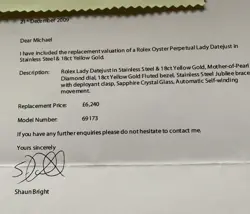 21st December 2009
Dear Michael
I have included the replacement valuation of a Rolex Oyster Perpetual Lady Datejust in
Stainless Steel & 18ct Yellow Gold.
Description: Rolex Lady Datejust in Stainless Steel & 18ct Yellow Gold, Mother-of-Pearl
Diamond dial, 18ct Yellow Gold Fluted bezel, Stainless Steel Jubilee brace
with deployant clasp, Sapphire Crystal Glass, Automatic Self-winding
movement.
Replacement Price: £6,240
Model Number: 69173
If you have any further enquiries please do not hesitate to contact me.
Yours sincerely
Shaun Bright